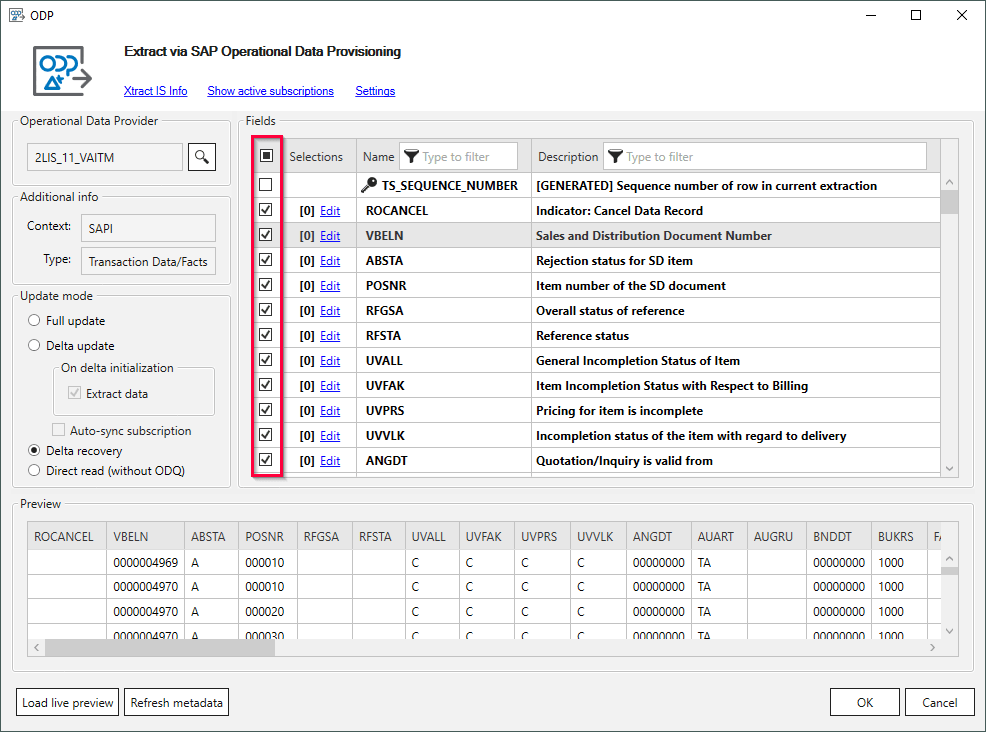 ODP
Extract via SAP Operational Data Provisioning
Xtract IS Info Show active subscriptions Settings
Operational Data Provider
2LIS_11_VAITM
Additional info
Context: SAPI
Type: Transaction Data/Facts
Update mode
Full update
Delta update
On delta initialization
Extract data
Auto-sync subscription
Delta recovery
Direct read (without ODQ)
Fields
Selections Name Type to filter Description Type to filter
TS_SEQUENCE_NUMBER [GENERATED] Sequence number of row in current extraction
[0] Edit ROCANCEL Indicator: Cancel Data Record
[0] Edit VBELN Sales and Distribution Document Number
[0] Edit ABSTA Rejection status for SD item
[0] Edit POSNR Item number of the SD document
[0] Edit RFGSA Overall status of reference
[0] Edit RFSTA Reference status
[0] Edit UVALL General Incompletion Status of Item
[0] Edit UVFAK Item Incompletion Status with Respect to Billing
[0] Edit UVPRS Pricing for item is incomplete
[0] Edit UVVLK Incompletion status of the item with regard to delivery
[0] Edit ANGDT Quotation/Inquiry is valid from
Preview
ROCANCEL VBELN ABSTA POSNR RFGSA RFSTA UVALL UVFAK UVPRS UVVLK ANGDT AUART AUGRU BNDDT BUKRS
0000004969 A 000010 C C C C 00000000 TA 00000000 1000
0000004970 A 000010 C C C C 00000000 TA 00000000 1000
0000004970 A 000020 C C C C 00000000 TA 00000000 1000
0000004970 A 000030 C C C C 00000000 TA 00000000 1000
Load live preview Refresh metadata OK Cancel